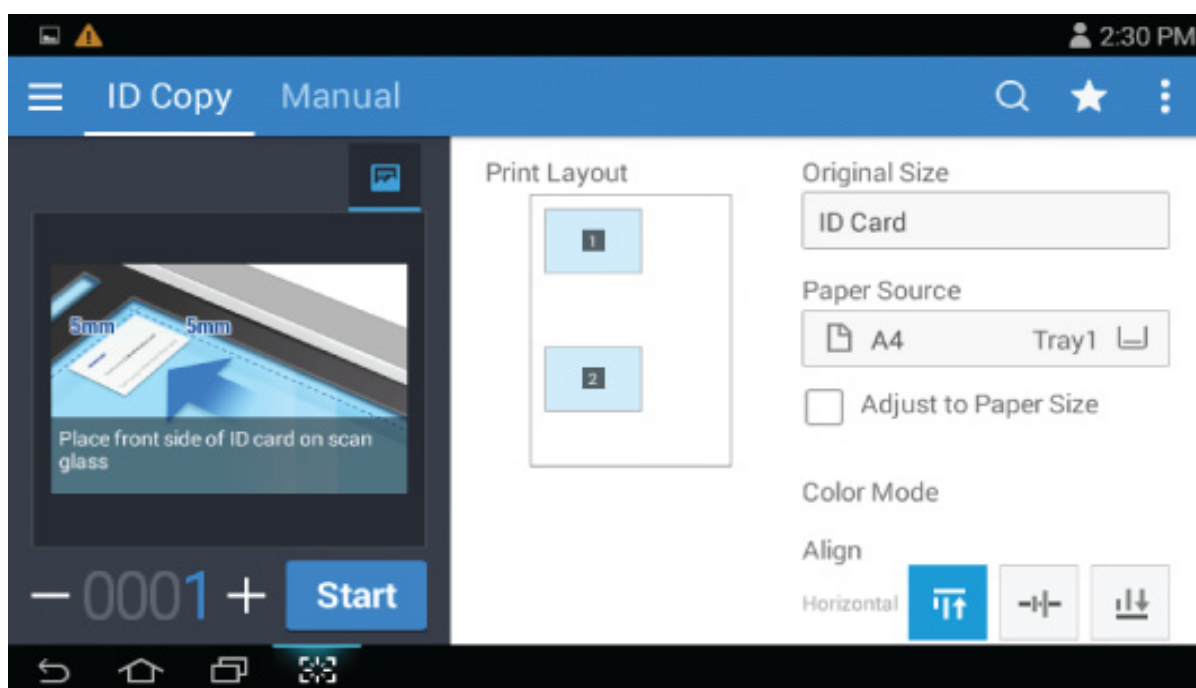 2:30 PM
ID Copy Manual
Print Layout
1
2
5mm 5mm
Place front side of ID card on scan
glass
0001
Start
Original Size
ID Card
Paper Source
A4 Tray1
Adjust to Paper Size
Color Mode
Align
Horizontal